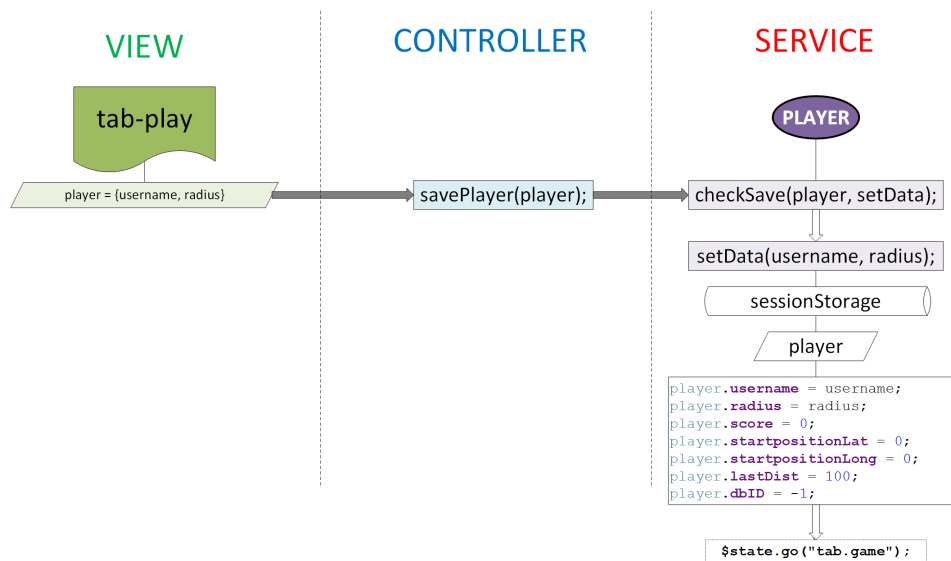 VIEW
CONTROLLER
SERVICE
tab-play
PLAYER
player = {username, radius}
savePlayer(player);
checkSave(player, setData);
setData(username, radius);
sessionStorage
player
player.username = username;
player.radius = radius;
player.score = 0;
player.startpositionLat = 0;
player.startpositionLong = 0;
player.lastDist = 100;
player.dbID = -1;
$state.go("tab.game");